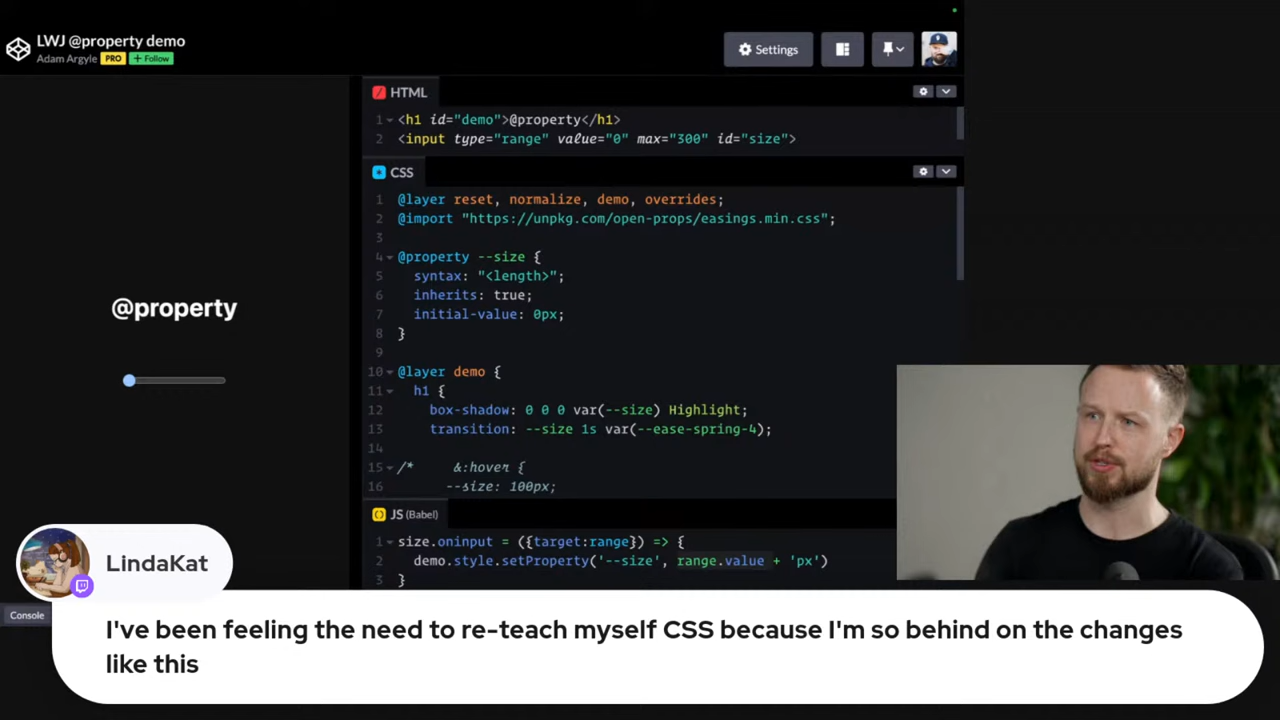 LWJ @property demo
Adam Argyle PRO + Follow
Settings
HTML
1 <h1 id="demo">@property</h1>
2 <input type="range" value="0" max="300" id="size">
CSS
1 @layer reset, normalize, demo, overrides;
2 @import "https://unpkg.com/open-props/easings.min.css";
3
4 @property --size {
5 syntax: "<length>";
6 inherits: true;
7 initial-value: 0px;
8 }
9
10 @layer demo {
11 h1 {
12 box-shadow: 0 0 0 var(--size) Highlight;
13 transition: --size 1s var(--ease-spring-4);
14
15 /* &:hover {
16 --size: 100px;
@property
JS (Babel)
1 size.oninput = ({target:range}) => {
2 demo.style.setProperty('--size', range.value + 'px')
3 }
Console
LindaKat
I've been feeling the need to re-teach myself CSS because I'm so behind on the changes
like this